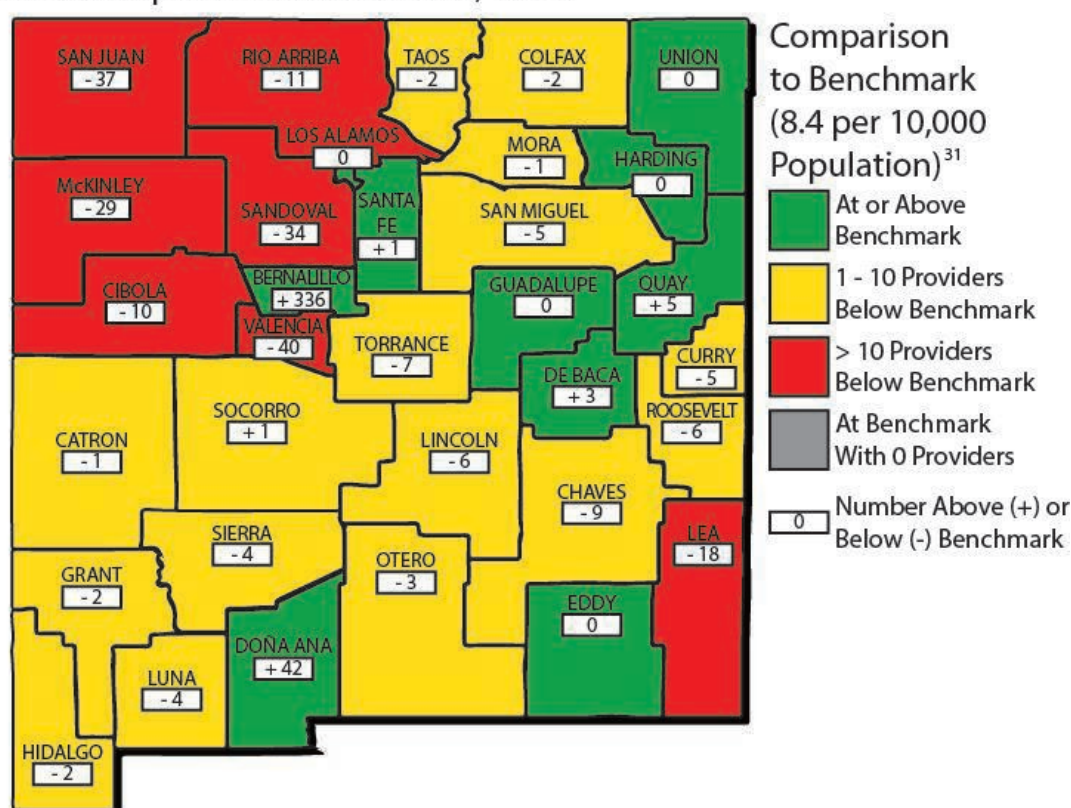 SAN JUAN
- 37
RIO ARRIBA
- 11
TAOS
- 2
COLFAX
-2
UNION
0
LOS ALAMOS
0
MORA
- 1
HARDING
0
McKINLEY
- 29
SANDOVAL
- 34
SANTA
FE
+ 1
SAN MIGUEL
- 5
CIBOLA
- 10
BERNALILLO
+ 336
VALENCIA
- 40
TORRANCE
- 7
GUADALUPE
0
QUAY
+ 5
CURRY
- 5
DE BACA
+ 3
ROOSEVELT
- 6
CATRON
- 1
SOCORRO
+ 1
LINCOLN
- 6
CHAVES
- 9
LEA
- 18
SIERRA
- 4
OTERO
- 3
GRANT
- 2
EDDY
0
DOÑA ANA
+ 42
LUNA
- 4
HIDALGO
- 2
Comparison
to Benchmark
(8.4 per 10,000
Population)³¹
At or Above
Benchmark
1 - 10 Providers
Below Benchmark
> 10 Providers
Below Benchmark
At Benchmark
With 0 Providers
0
Number Above (+) or
Below (-) Benchmark